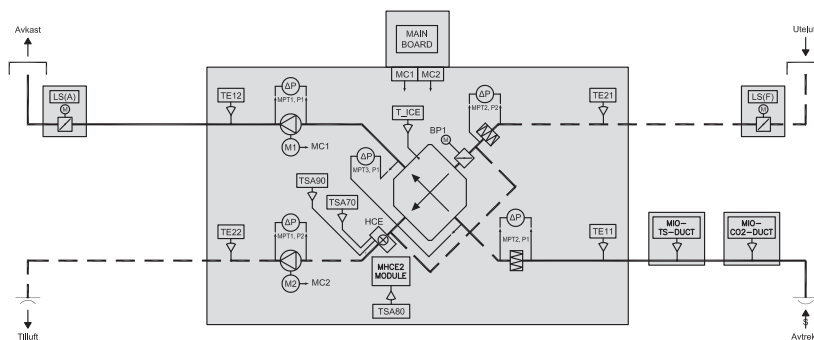 Avkast
MAIN
BOARD
Uteluft
MC1
MC2
LS(A)
M
TE12
ΔP
MPT1, P1
T_ICE
ΔP
MPT2, P2
TE21
LS(F)
M
BP1
M
M1
MC1
ΔP
MPT3, P1
TSA90
TSA70
HCE
TE22
ΔP
MPT1, P2
ΔP
MPT2, P1
TE11
MIO-
TS-DUCT
MIO-
CO2-DUCT
MHCE2
MODULE
M2
MC2
TSA80
Tilluft
S
Avtrekk